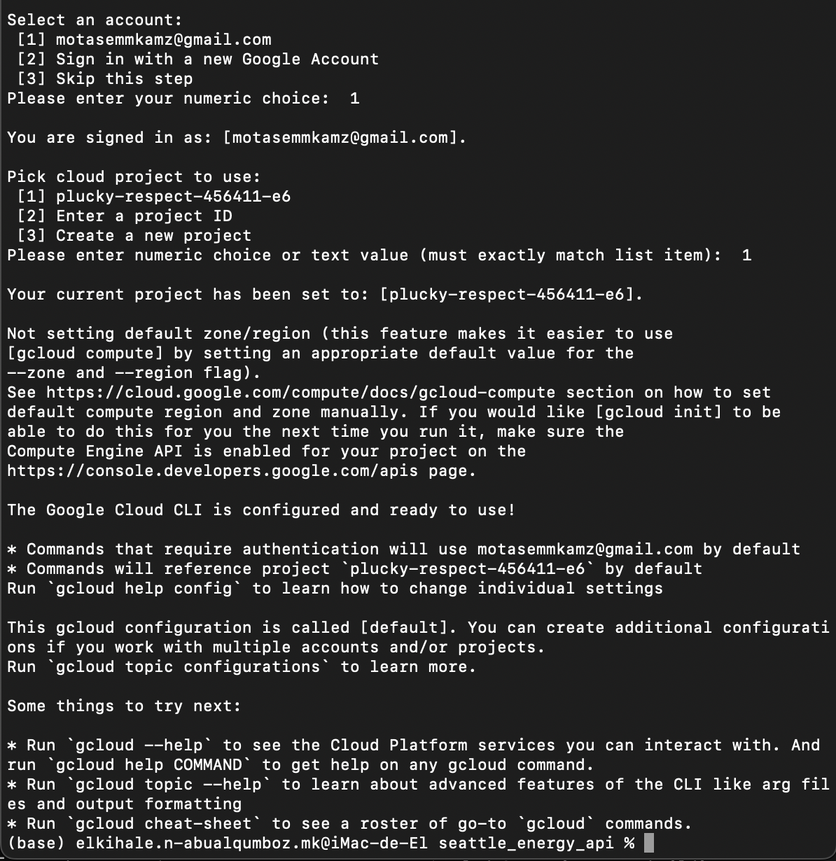 Select an account:
[1] motasemmkamz@gmail.com
[2] Sign in with a new Google Account
[3] Skip this step
Please enter your numeric choice:  1
You are signed in as: [motasemmkamz@gmail.com].
Pick cloud project to use:
[1] plucky-respect-456411-e6
[2] Enter a project ID
[3] Create a new project
Please enter numeric choice or text value (must exactly match list item):  1
Your current project has been set to: [plucky-respect-456411-e6].
Not setting default zone/region (this feature makes it easier to use
[gcloud compute] by setting an appropriate default value for the
--zone and --region flag).
See https://cloud.google.com/compute/docs/gcloud-compute section on how to set
default compute region and zone manually. If you would like [gcloud init] to be
able to do this for you the next time you run it, make sure the
Compute Engine API is enabled for your project on the
https://console.developers.google.com/apis page.
The Google Cloud CLI is configured and ready to use!
* Commands that require authentication will use motasemmkamz@gmail.com by default
* Commands will reference project `plucky-respect-456411-e6` by default
Run `gcloud help config` to learn how to change individual settings
This gcloud configuration is called [default]. You can create additional configurati
ons if you work with multiple accounts and/or projects.
Run `gcloud topic configurations` to learn more.
Some things to try next:
* Run `gcloud --help` to see the Cloud Platform services you can interact with. And
run `gcloud help COMMAND` to get help on any gcloud command.
* Run `gcloud topic --help` to learn about advanced features of the CLI like arg fil
es and output formatting
* Run `gcloud cheat-sheet` to see a roster of go-to `gcloud` commands.
(base) elkihale.n-abualqumboz.mk@iMac-de-El seattle_energy_api %